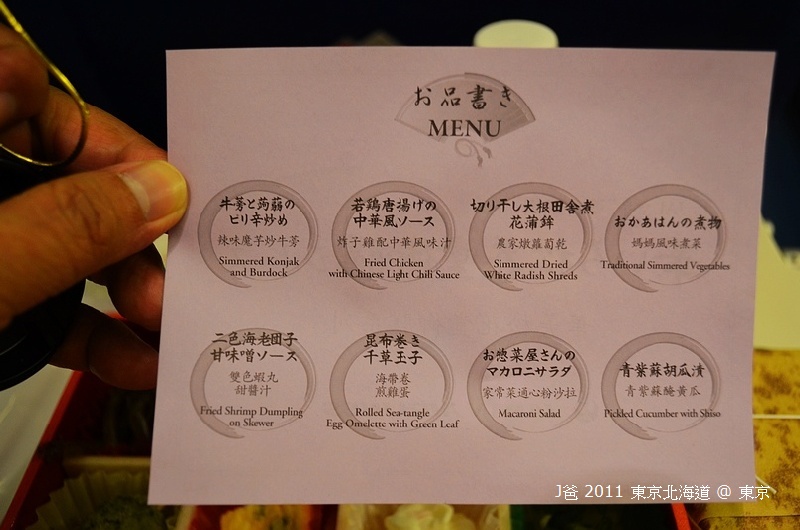 お品書き
MENU
牛蒡と蒟蒻の
ピリ辛炒め
辣味魔芋炒牛蒡
Simmered Konjak
and Burdock
若鶏唐揚げの
中華風ソース
炸子雞配中華風味汁
Fried Chicken
with Chinese Light Chili Sauce
切り干し大根田舎煮
花蒲鉾
農家燉蘿蔔乾
Simmered Dried
White Radish Shreds
おかあはんの煮物
媽媽風味煮菜
Traditional Simmered Vegetables
二色海老団子
甘味噌ソース
雙色蝦丸
甜醬汁
Fried Shrimp Dumpling
on Skewer
昆布巻き
千草玉子
海帶卷
煎雞蛋
Rolled Sea-tangle
Egg Omelette with Green Leaf
お惣菜屋さんの
マカロニサラダ
家常菜通心粉沙拉
Macaroni Salad
青紫蘇胡瓜漬
青紫蘇醃黄瓜
Pickled Cucumber with Shiso
J爸 2011 東京北海道 @ 東京